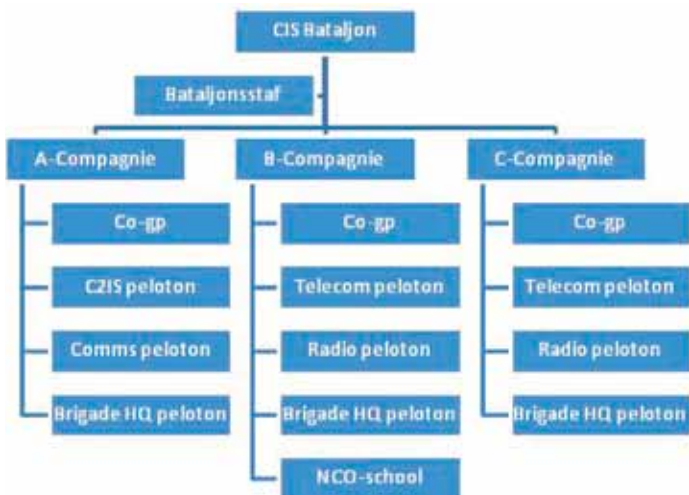 CIS Bataljon
Bataljonsstaf
A-Compagnie
B-Compagnie
C-Compagnie
Co-gp
Co-gp
Co-gp
C2IS peloton
Telecom peloton
Telecom peloton
Comms peloton
Radio peloton
Radio peloton
Brigade HQ peloton
Brigade HQ peloton
Brigade HQ peloton
NCO-school